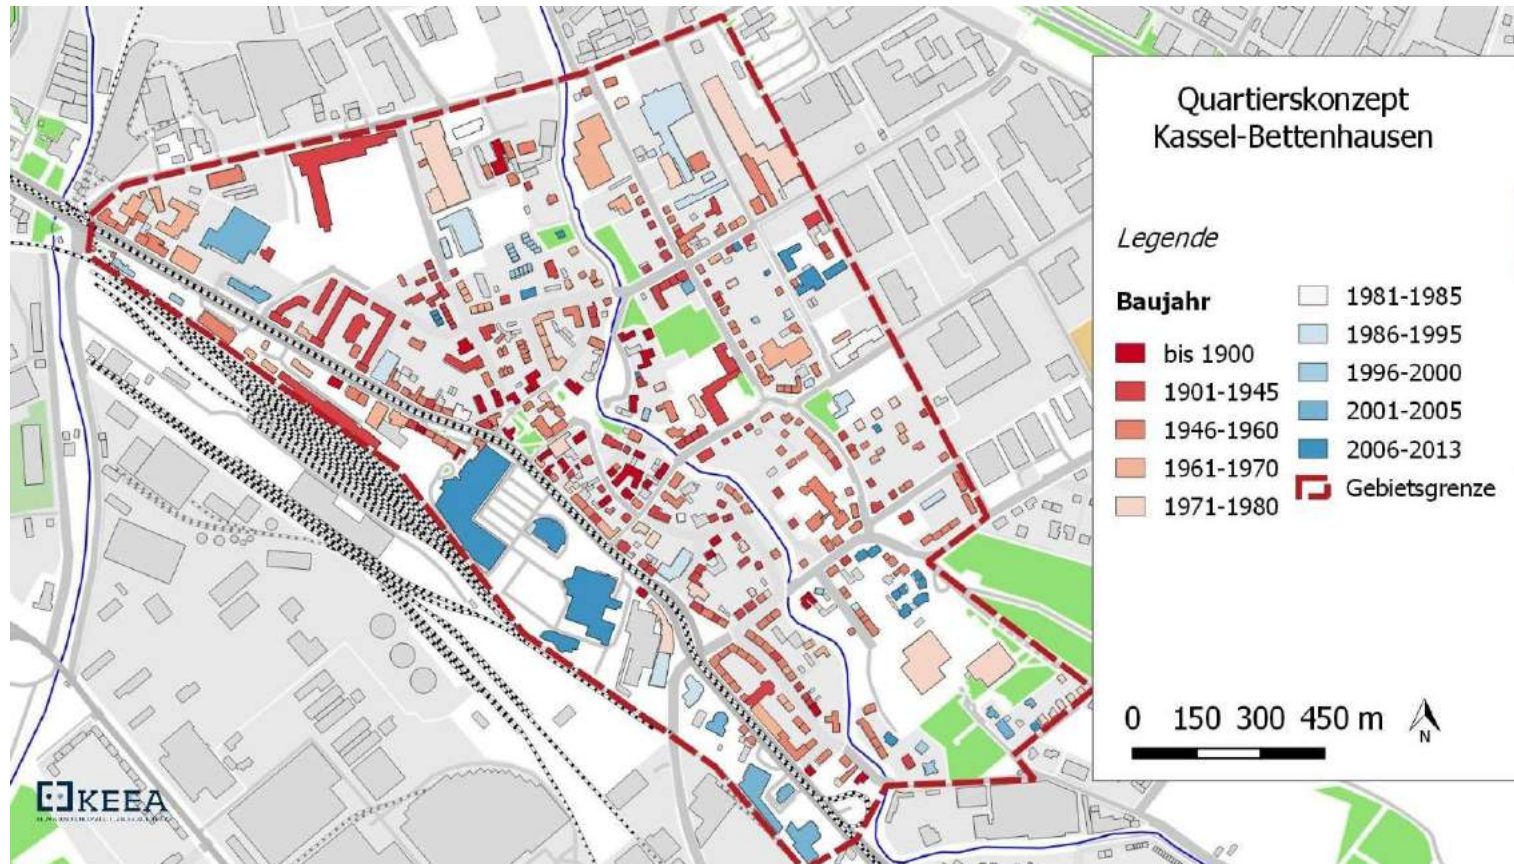 Quartierskonzept
Kassel-Bettenhausen
Legende
Baujahr
bis 1900
1901-1945
1946-1960
1961-1970
1971-1980
1981-1985
1986-1995
1996-2000
2001-2005
2006-2013
Gebietsgrenze
0 150 300 450 m
N
KEEA